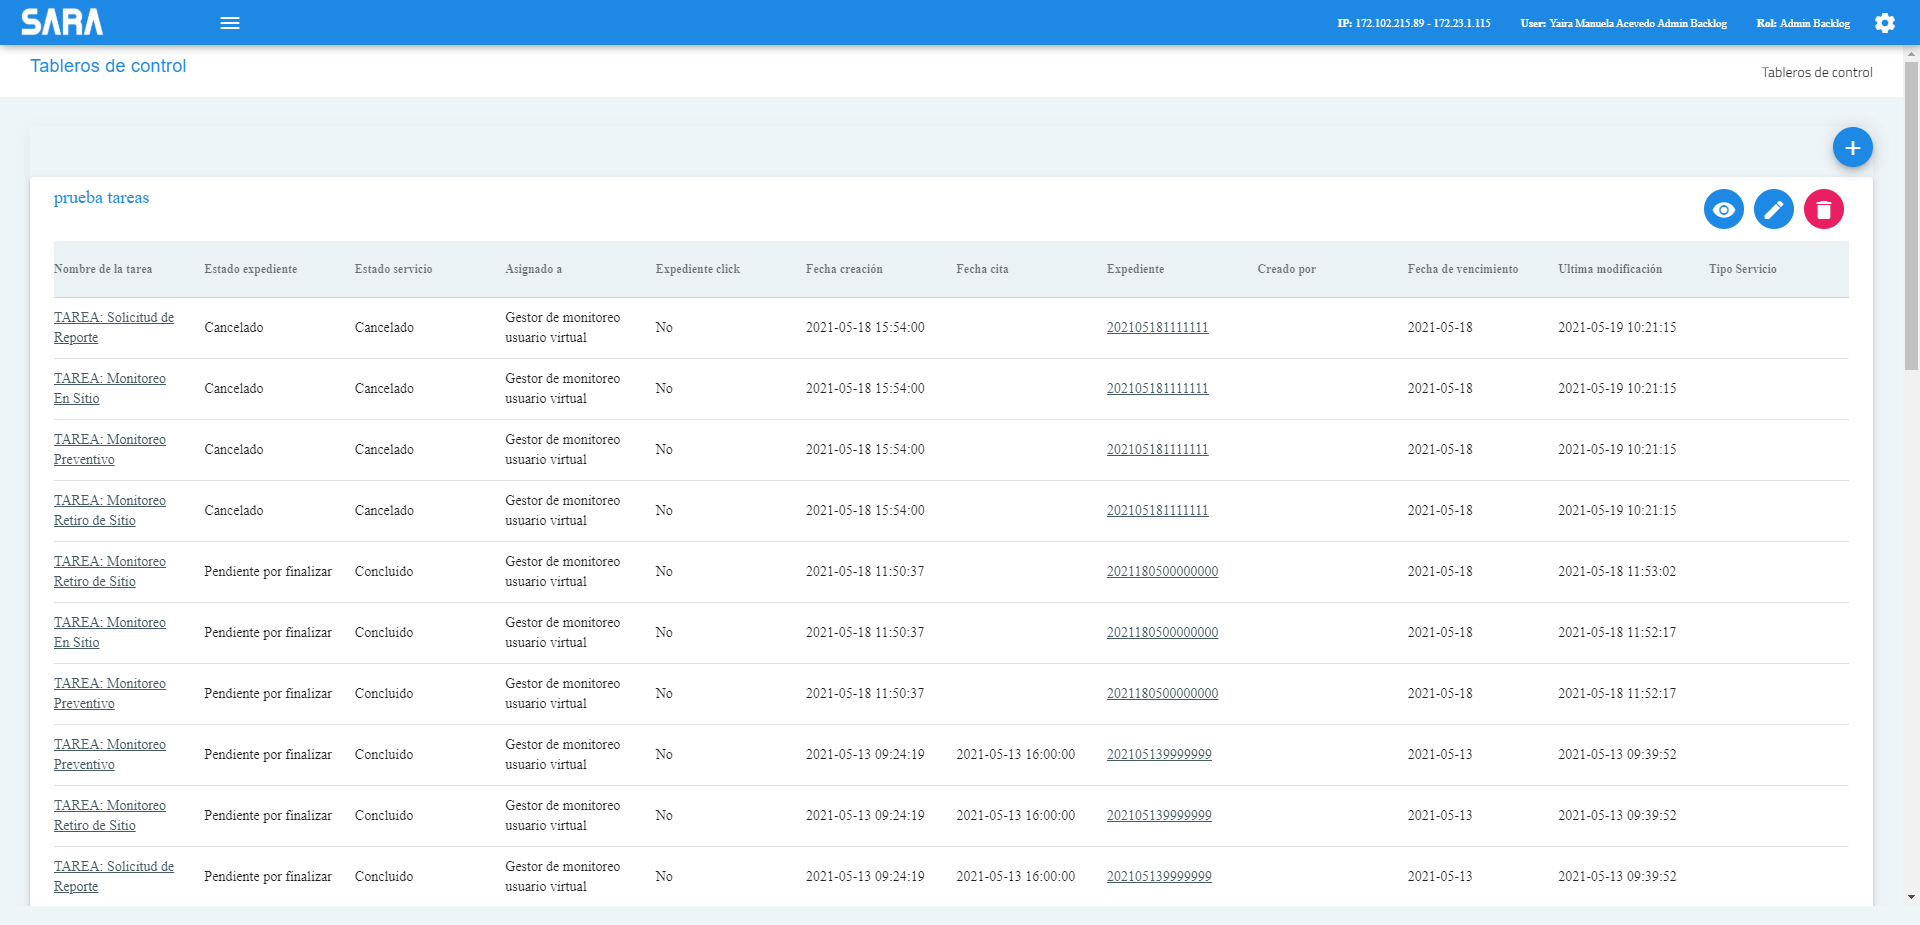 SARA
IP: 172.102.215.89 - 172.23.1.115 User: Yaira Manuela Acevedo Admin Backlog Rol: Admin Backlog
Tableros de control
Tableros de control
prueba tareas
Nombre de la tarea Estado expediente Estado servicio Asignado a Expediente click Fecha creación Fecha cita Expediente Creado por Fecha de vencimiento Ultima modificación Tipo Servicio
TAREA: Solicitud de Reporte Cancelado Cancelado Gestor de monitoreo usuario virtual No 2021-05-18 15:54:00 202105181111111 2021-05-18 2021-05-19 10:21:15
TAREA: Monitoreo En Sitio Cancelado Cancelado Gestor de monitoreo usuario virtual No 2021-05-18 15:54:00 202105181111111 2021-05-18 2021-05-19 10:21:15
TAREA: Monitoreo Preventivo Cancelado Cancelado Gestor de monitoreo usuario virtual No 2021-05-18 15:54:00 202105181111111 2021-05-18 2021-05-19 10:21:15
TAREA: Monitoreo Retiro de Sitio Cancelado Cancelado Gestor de monitoreo usuario virtual No 2021-05-18 15:54:00 202105181111111 2021-05-18 2021-05-19 10:21:15
TAREA: Monitoreo Retiro de Sitio Pendiente por finalizar Concluido Gestor de monitoreo usuario virtual No 2021-05-18 11:50:37 2021180500000000 2021-05-18 2021-05-18 11:53:02
TAREA: Monitoreo En Sitio Pendiente por finalizar Concluido Gestor de monitoreo usuario virtual No 2021-05-18 11:50:37 2021180500000000 2021-05-18 2021-05-18 11:52:17
TAREA: Monitoreo Preventivo Pendiente por finalizar Concluido Gestor de monitoreo usuario virtual No 2021-05-18 11:50:37 2021180500000000 2021-05-18 2021-05-18 11:52:17
TAREA: Monitoreo Preventivo Pendiente por finalizar Concluido Gestor de monitoreo usuario virtual No 2021-05-13 09:24:19 2021-05-13 16:00:00 202105139999999 2021-05-13 2021-05-13 09:39:52
TAREA: Monitoreo Retiro de Sitio Pendiente por finalizar Concluido Gestor de monitoreo usuario virtual No 2021-05-13 09:24:19 2021-05-13 16:00:00 202105139999999 2021-05-13 2021-05-13 09:39:52
TAREA: Solicitud de Reporte Pendiente por finalizar Concluido Gestor de monitoreo usuario virtual No 2021-05-13 09:24:19 2021-05-13 16:00:00 202105139999999 2021-05-13 2021-05-13 09:39:52